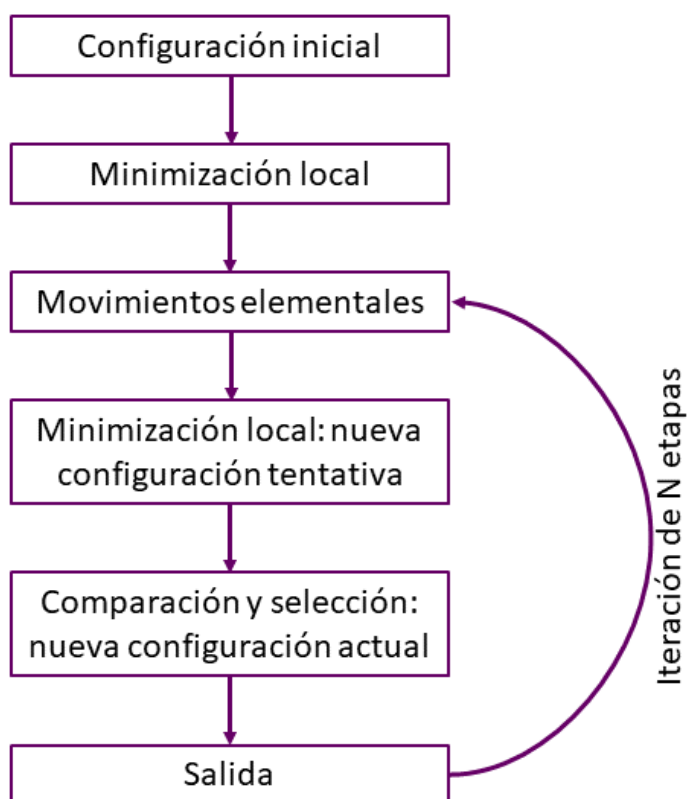 Configuración inicial
Minimización local
Movimientos elementales
Minimización local: nueva
configuración tentativa
Comparación y selección:
nueva configuración actual
Salida
Iteración de N etapas